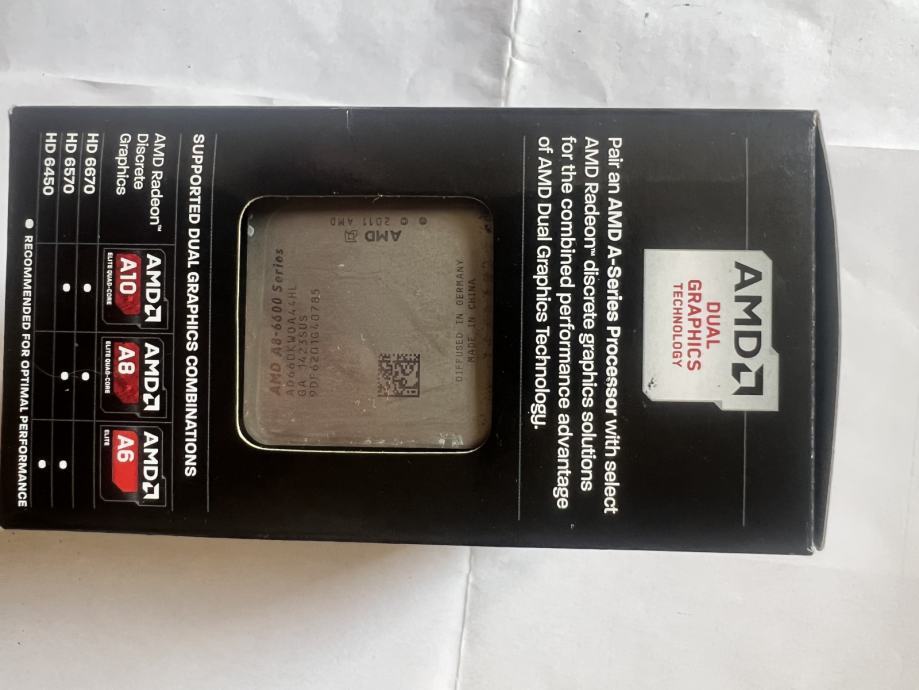 AMD
DUAL
GRAPHICS
TECHNOLOGY
Pair an AMD A-Series Processor with select
AMD Radeon™ discrete graphics solutions
for the combined performance advantage
of AMD Dual Graphics Technology.
DIFFUSED IN GERMANY
MADE IN CHINA
AMD
© 2011 AMD
AMD A8-6600 Series
AD660KWOA44HL
GA 1423SUS
9DF6201Q40785
SUPPORTED DUAL GRAPHICS COMBINATIONS
AMD Radeon™
Discrete
Graphics
AMD
A10
ELITE QUAD-CORE
AMD
A8
ELITE QUAD-CORE
AMD
A6
ELITE
HD 6670 ● ●
HD 6570 ● ● ●
HD 6450 ●
● RECOMMENDED FOR OPTIMAL PERFORMANCE